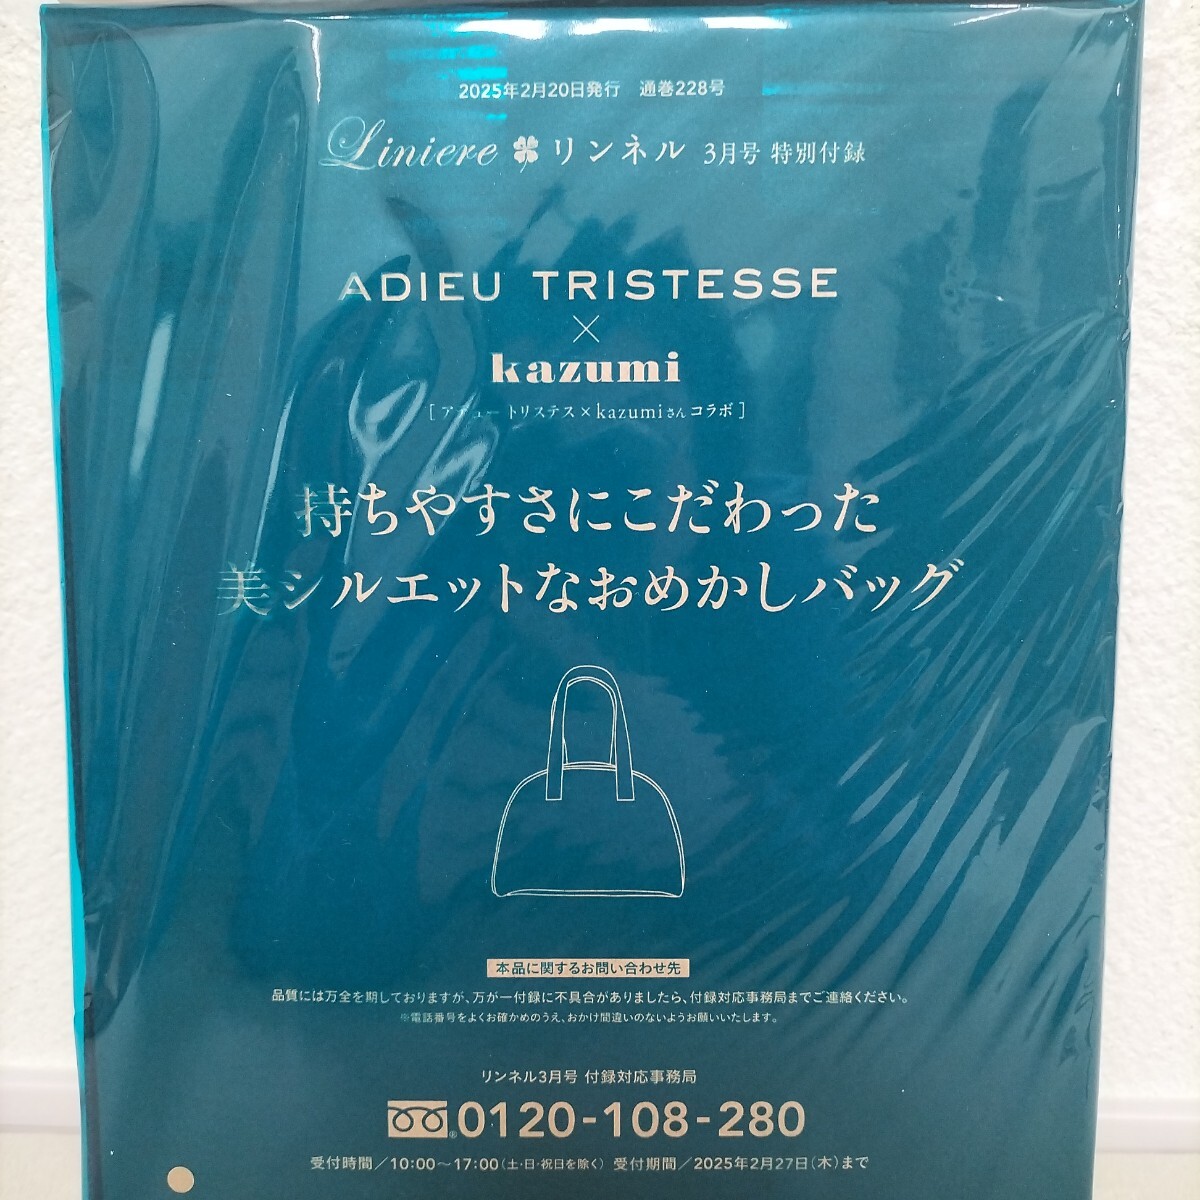 2025年2月20日発行　通巻228号
Liniere リンネル 3月号 特別付録
ADIEU TRISTESSE
×
kazumi
[ アデュー トリステス×kazumiさんコラボ ]
持ちやすさにこだわった
美シルエットなおめかしバッグ
本品に関するお問い合わせ先
品質には万全を期しておりますが、万が一付録に不具合がありましたら、付録対応事務局までご連絡ください。
※電話番号をよくお確かめのうえ、おかけ間違いのないようお願いいたします。
リンネル3月号 付録対応事務局
0120-108-280
受付時間／10:00〜17:00（土・日・祝日を除く） 受付期間／2025年2月27日（木）まで